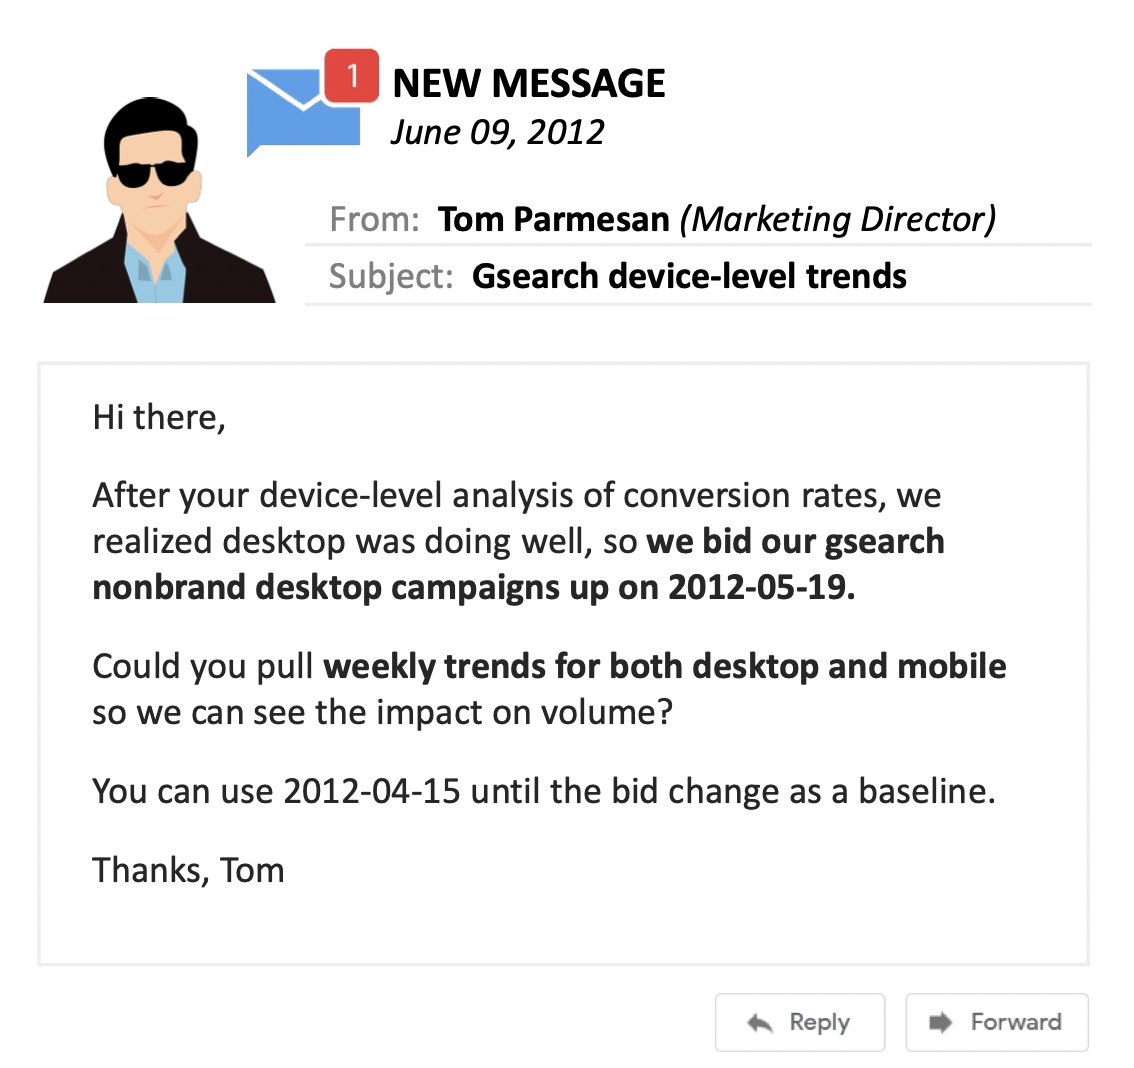 1
NEW MESSAGE
June 09, 2012
From: Tom Parmesan (Marketing Director)
Subject: Gsearch device-level trends
Hi there,
After your device-level analysis of conversion rates, we
realized desktop was doing well, so we bid our gsearch
nonbrand desktop campaigns up on 2012-05-19.
Could you pull weekly trends for both desktop and mobile
so we can see the impact on volume?
You can use 2012-04-15 until the bid change as a baseline.
Thanks, Tom
Reply
Forward